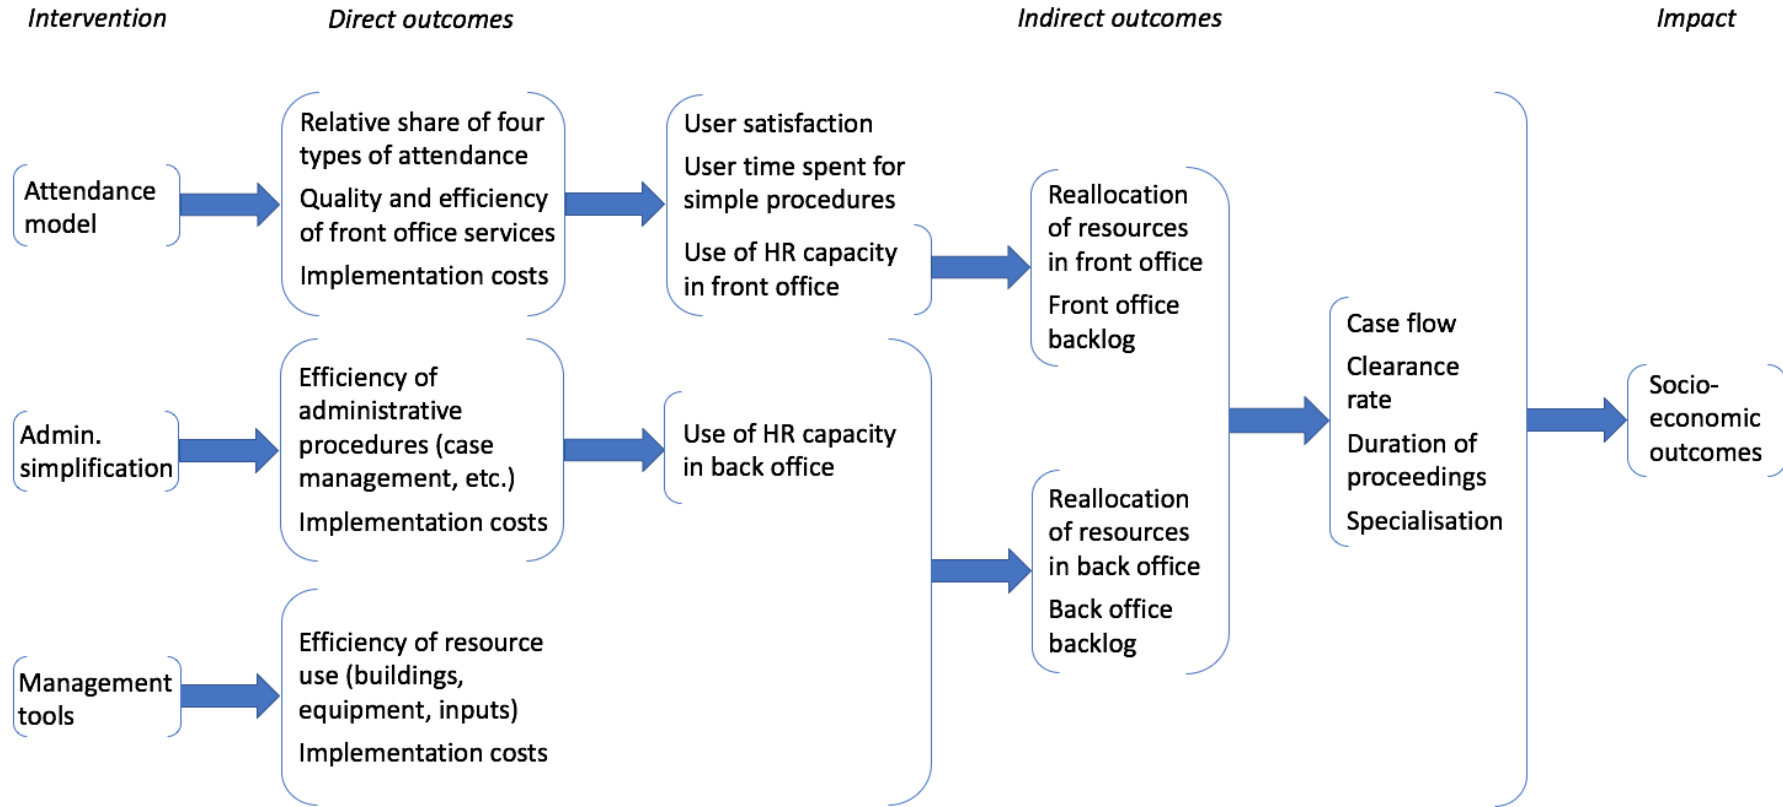 Intervention
Direct outcomes
Indirect outcomes
Impact
Attendance
model
Relative share of four
types of attendance
Quality and efficiency
of front office services
Implementation costs
User satisfaction
User time spent for
simple procedures
Use of HR capacity
in front office
Reallocation
of resources
in front office
Front office
backlog
Admin.
simplification
Efficiency of
administrative
procedures (case
management, etc.)
Implementation costs
Use of HR capacity
in back office
Reallocation
of resources
in back office
Back office
backlog
Management
tools
Efficiency of resource
use (buildings,
equipment, inputs)
Implementation costs
Case flow
Clearance
rate
Duration of
proceedings
Specialisation
Socio-
economic
outcomes